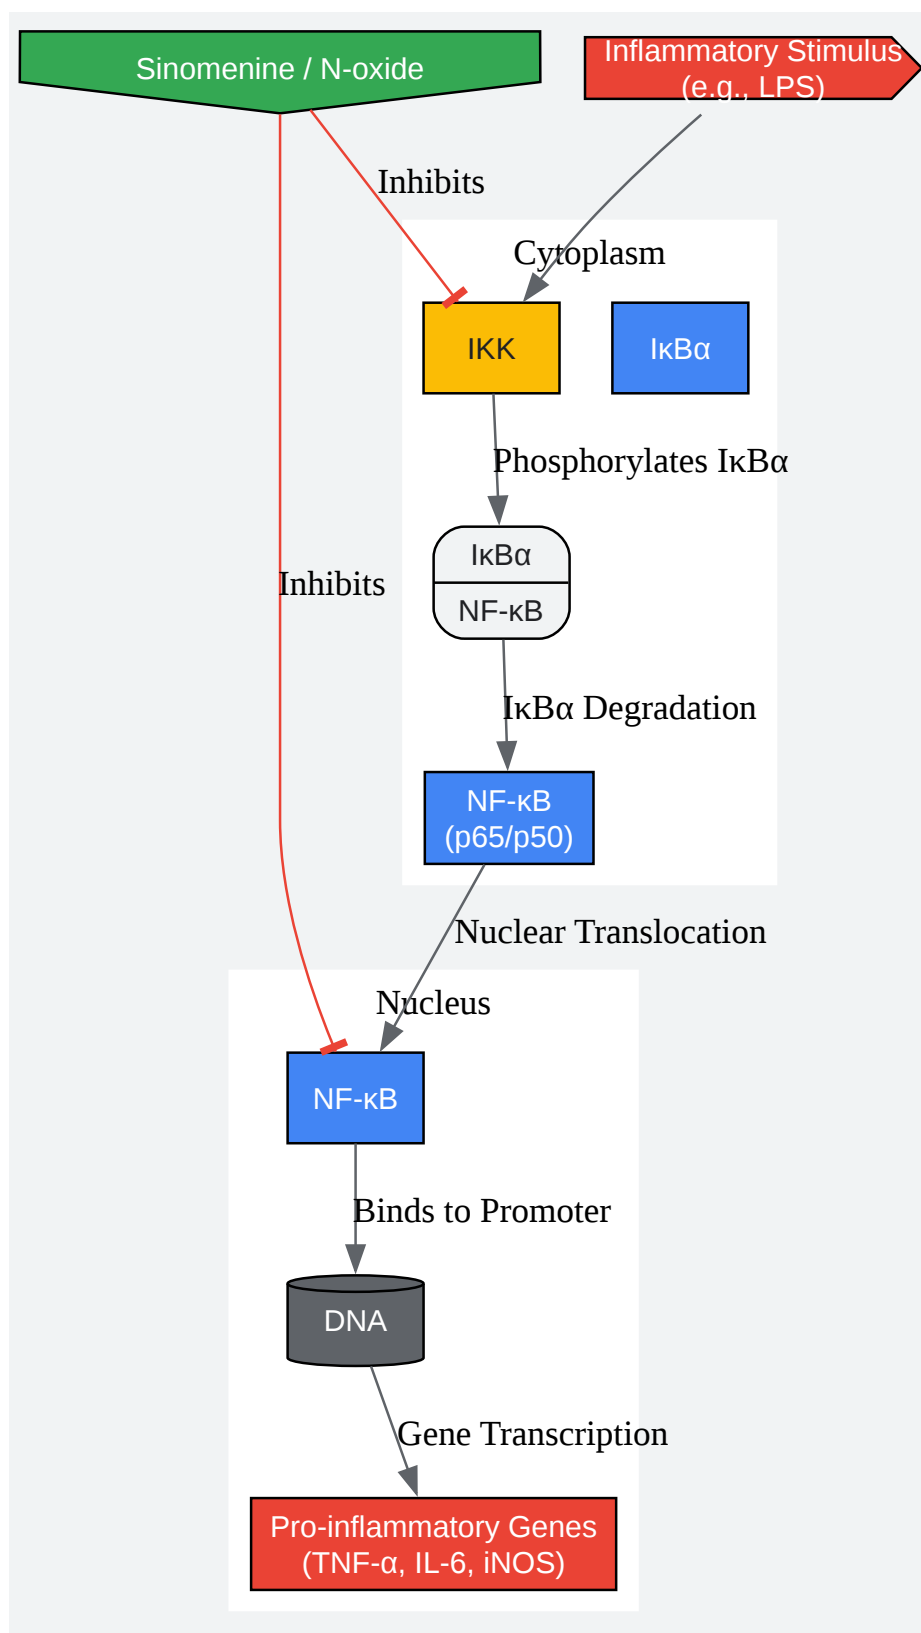 Sinomenine / N-oxide
Inflammatory Stimulus
(e.g., LPS)
Inhibits
Cytoplasm
IKK
IκBα
Phosphorylates IκBα
IκBα
NF-κB
Inhibits
IκBα Degradation
NF-κB
(p65/p50)
Nuclear Translocation
Nucleus
NF-κB
Binds to Promoter
DNA
Gene Transcription
Pro-inflammatory Genes
(TNF-α, IL-6, iNOS)